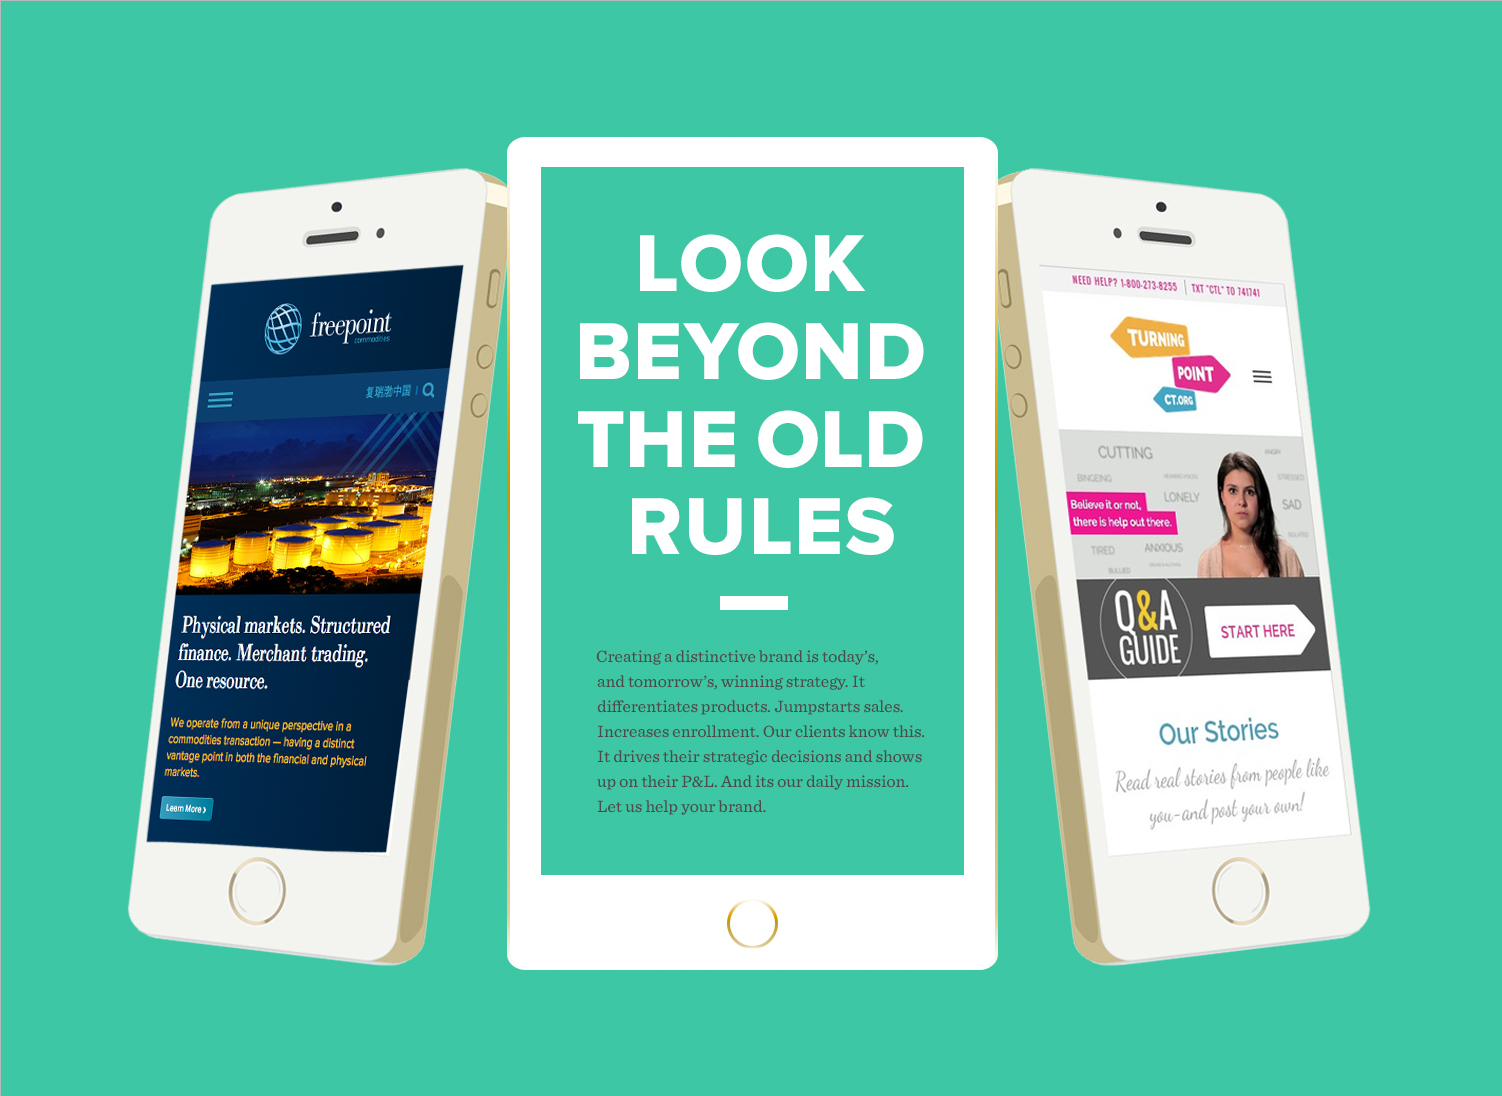 freepoint
commodities
复瑞渤中国 |
Physical markets. Structured
finance. Merchant trading.
One resource.
We operate from a unique perspective in a
commodities transaction — having a distinct
vantage point in both the financial and physical
markets.
Learn More ›
LOOK
BEYOND
THE OLD
RULES
Creating a distinctive brand is today’s,
and tomorrow’s, winning strategy. It
differentiates products. Jumpstarts sales.
Increases enrollment. Our clients know this.
It drives their strategic decisions and shows
up on their P&L. And its our daily mission.
Let us help your brand.
NEED HELP? 1-800-273-8255 | TXT "CTL" TO 741741
TURNING
POINT
CT.ORG
CUTTING
ANGRY
BINGEING
HEARING VOICES
STRESSED
LONELY
SAD
Believe it or not,
there is help out there.
ISOLATED
TIRED
ANXIOUS
BULLIED
Q&A
GUIDE
START HERE
Our Stories
Read real stories from people like
you-and post your own!